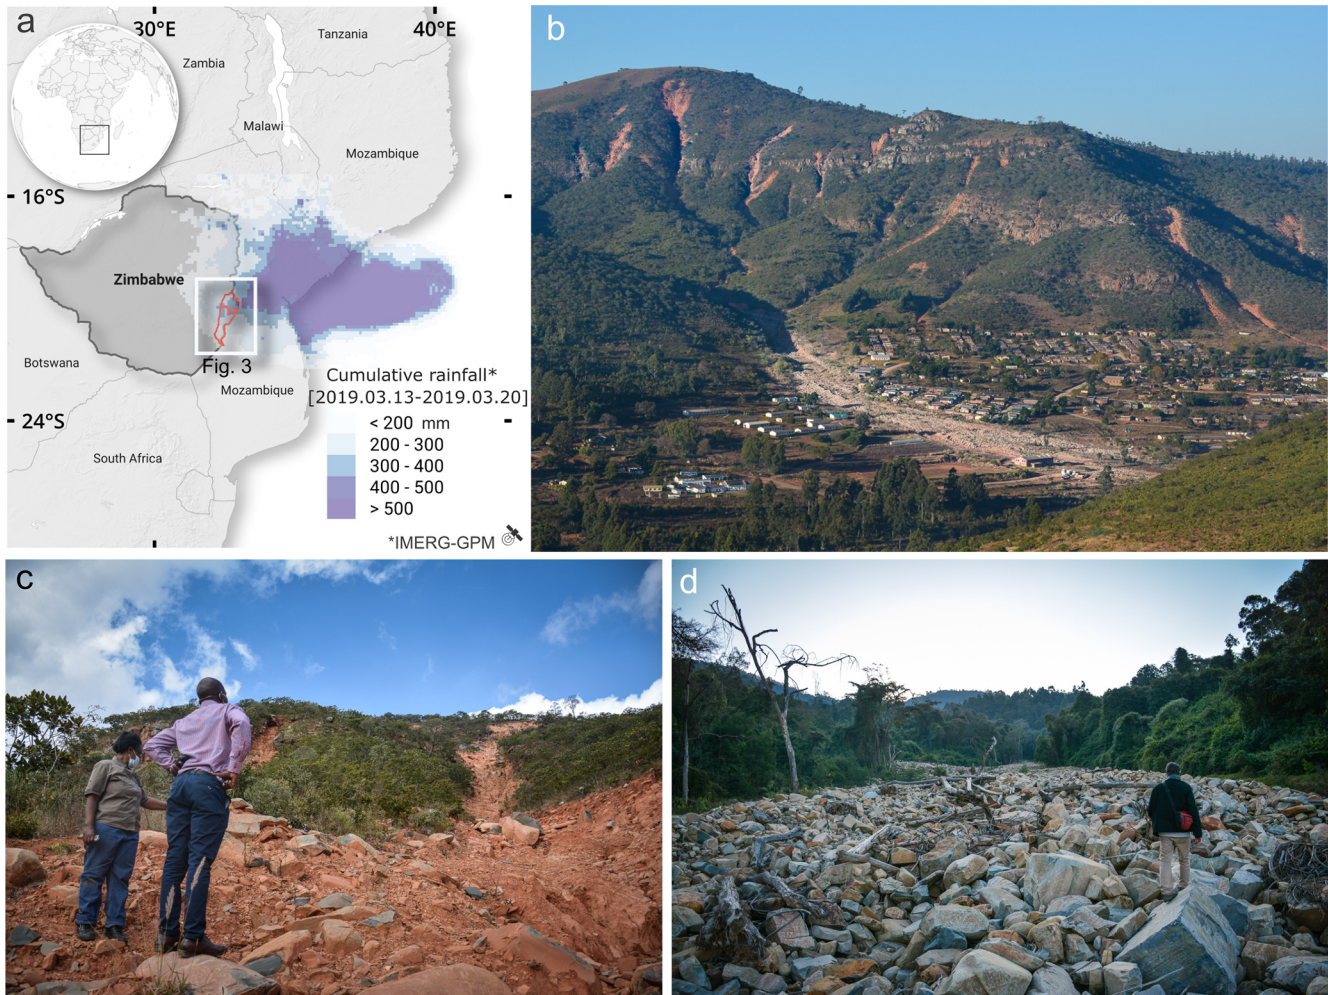 a
30°E
40°E
Tanzania
Zambia
Malawi
Mozambique
16°S
Zimbabwe
Fig. 3
Botswana
Mozambique
Cumulative rainfall*
[2019.03.13-2019.03.20]
< 200 mm
200 - 300
300 - 400
400 - 500
> 500
24°S
South Africa
*IMERG-GPM
b
c
d